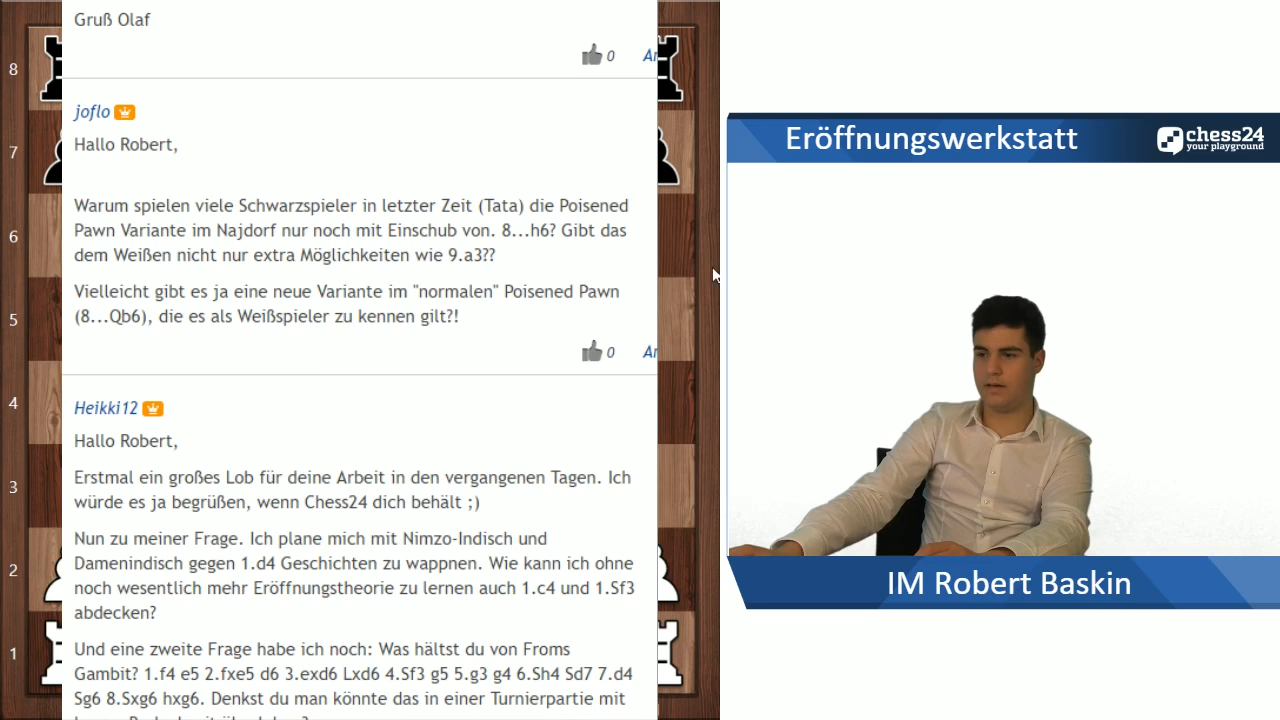 Gruß Olaf
0
joflo
Hallo Robert,
Warum spielen viele Schwarzspieler in letzter Zeit (Tata) die Poisened
Pawn Variante im Najdorf nur noch mit Einschub von. 8...h6? Gibt das
dem Weißen nicht nur extra Möglichkeiten wie 9.a3??
Vielleicht gibt es ja eine neue Variante im "normalen" Poisened Pawn
(8...Qb6), die es als Weißspieler zu kennen gilt?!
0
Heikki12
Hallo Robert,
Erstmal ein großes Lob für deine Arbeit in den vergangenen Tagen. Ich
würde es ja begrüßen, wenn Chess24 dich behält ;)
Nun zu meiner Frage. Ich plane mich mit Nimzo-Indisch und
Damenindisch gegen 1.d4 Geschichten zu wappnen. Wie kann ich ohne
noch wesentlich mehr Eröffnungstheorie zu lernen auch 1.c4 und 1.Sf3
abdecken?
Und eine zweite Frage habe ich noch: Was hältst du von Froms
Gambit? 1.f4 e5 2.fxe5 d6 3.exd6 Lxd6 4.Sf3 g5 5.g3 g4 6.Sh4 Sd7 7.d4
Sg6 8.Sxg6 hxg6. Denkst du man könnte das in einer Turnierpartie mit
8
7
6
5
4
3
2
1
Eröffnungswerkstatt
chess24
your playground
IM Robert Baskin